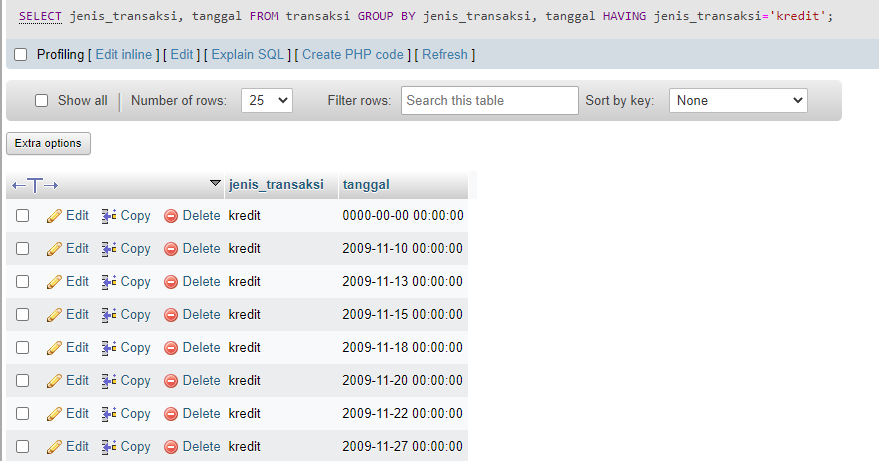 SELECT jenis_transaksi, tanggal FROM transaksi GROUP BY jenis_transaksi, tanggal HAVING jenis_transaksi='kredit';
Profiling [ Edit inline ] [ Edit ] [ Explain SQL ] [ Create PHP code ] [ Refresh ]
Show all Number of rows: 25 Filter rows: Search this table Sort by key: None
Extra options
←T→ jenis_transaksi tanggal
Edit Copy Delete kredit 0000-00-00 00:00:00
Edit Copy Delete kredit 2009-11-10 00:00:00
Edit Copy Delete kredit 2009-11-13 00:00:00
Edit Copy Delete kredit 2009-11-15 00:00:00
Edit Copy Delete kredit 2009-11-18 00:00:00
Edit Copy Delete kredit 2009-11-20 00:00:00
Edit Copy Delete kredit 2009-11-22 00:00:00
Edit Copy Delete kredit 2009-11-27 00:00:00